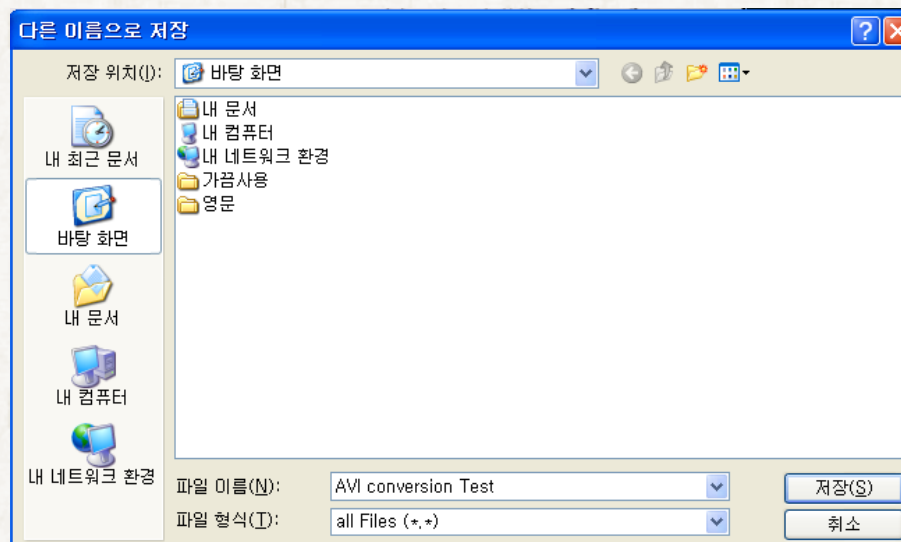 다른 이름으로 저장
저장 위치(I):
바탕 화면
내 최근 문서
바탕 화면
내 문서
내 컴퓨터
내 네트워크 환경
내 문서
내 컴퓨터
내 네트워크 환경
가끔사용
영문
파일 이름(N):
AVI conversion Test
저장(S)
파일 형식(T):
all Files (*.*)
취소